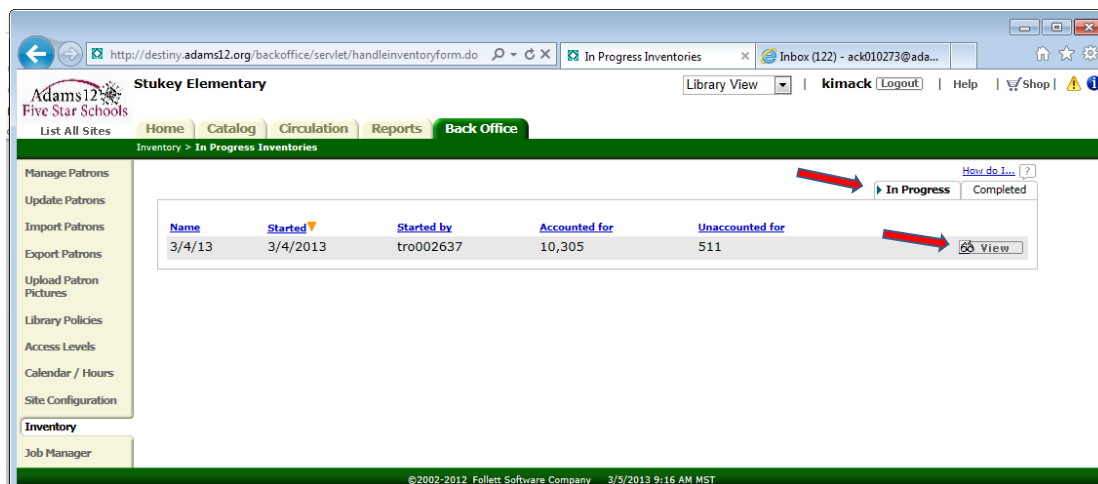 http://destiny.adams12.org/backoffice/servlet/handleinventoryform.do In Progress Inventories Inbox (122) - ack010273@ada...
Adams12
Five Star Schools
List All Sites
Stukey Elementary
Library View | kimack Logout | Help | Shop |
Home Catalog Circulation Reports Back Office
Inventory > In Progress Inventories
Manage Patrons
Update Patrons
Import Patrons
Export Patrons
Upload Patron
Pictures
Library Policies
Access Levels
Calendar / Hours
Site Configuration
Inventory
Job Manager
How do I... ?
In Progress Completed
Name Started Started by Accounted for Unaccounted for
3/4/13 3/4/2013 tro002637 10,305 511 View
©2002-2012 Follett Software Company 3/5/2013 9:16 AM MST